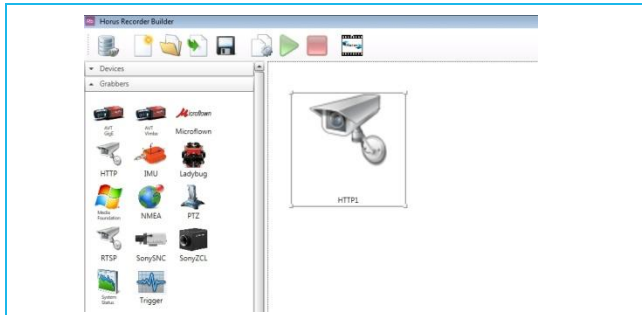 Horus Recorder Builder
Devices
Grabbers
AVT GigE
AVT Vimba
Microflown
Microflown
HTTP
IMU
Ladybug
Media Foundation
NMEA
PTZ
RTSP
SonySNC
SonyZCL
System Status
Trigger
HTTP1